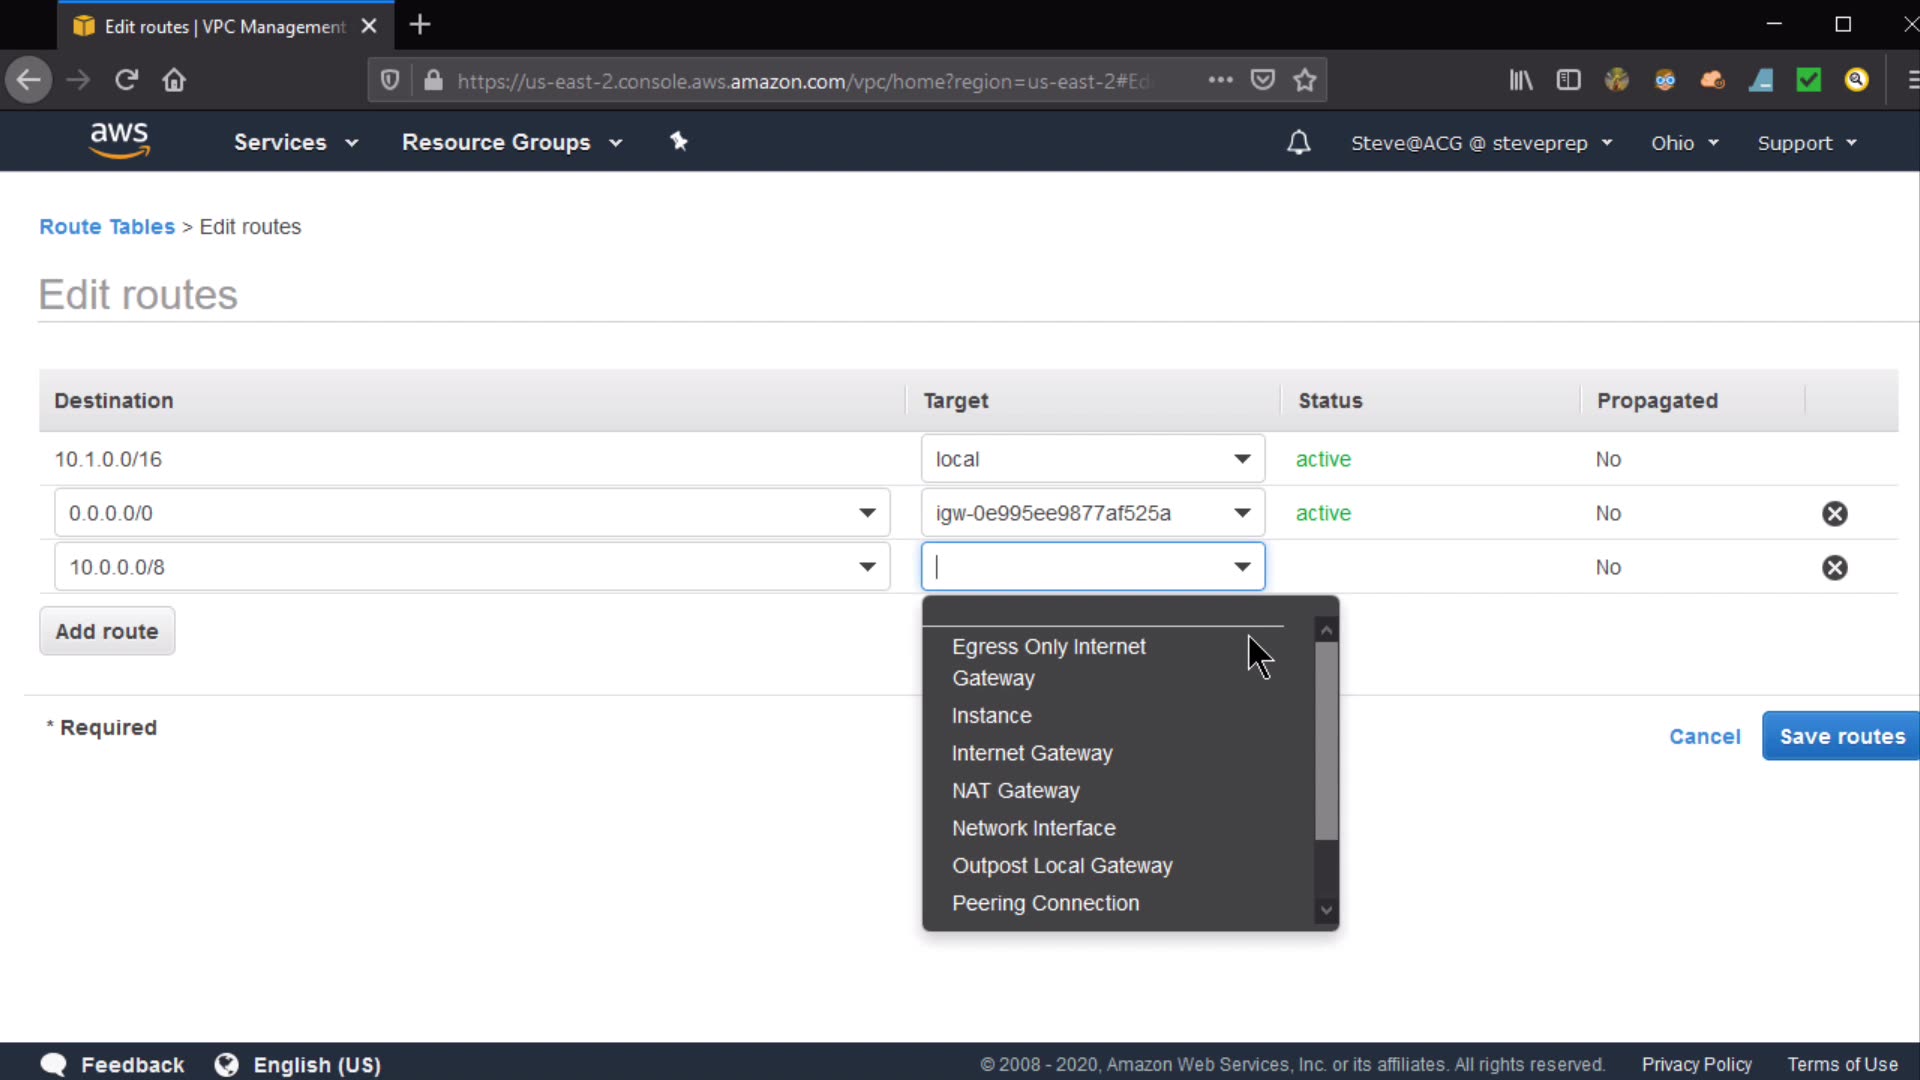 Edit routes | VPC Management
https://us-east-2.console.aws.amazon.com/vpc/home?region=us-east-2#Ed
aws Services Resource Groups Steve@ACG @ steveprep Ohio Support
Route Tables > Edit routes
Edit routes
Destination Target Status Propagated
10.1.0.0/16 local active No
0.0.0.0/0 igw-0e995ee9877af525a active No
10.0.0.0/8 No
Add route
Egress Only Internet
Gateway
Instance
Internet Gateway
NAT Gateway
Network Interface
Outpost Local Gateway
Peering Connection
* Required
Cancel Save routes
Feedback English (US) © 2008 - 2020, Amazon Web Services, Inc. or its affiliates. All rights reserved. Privacy Policy Terms of Use